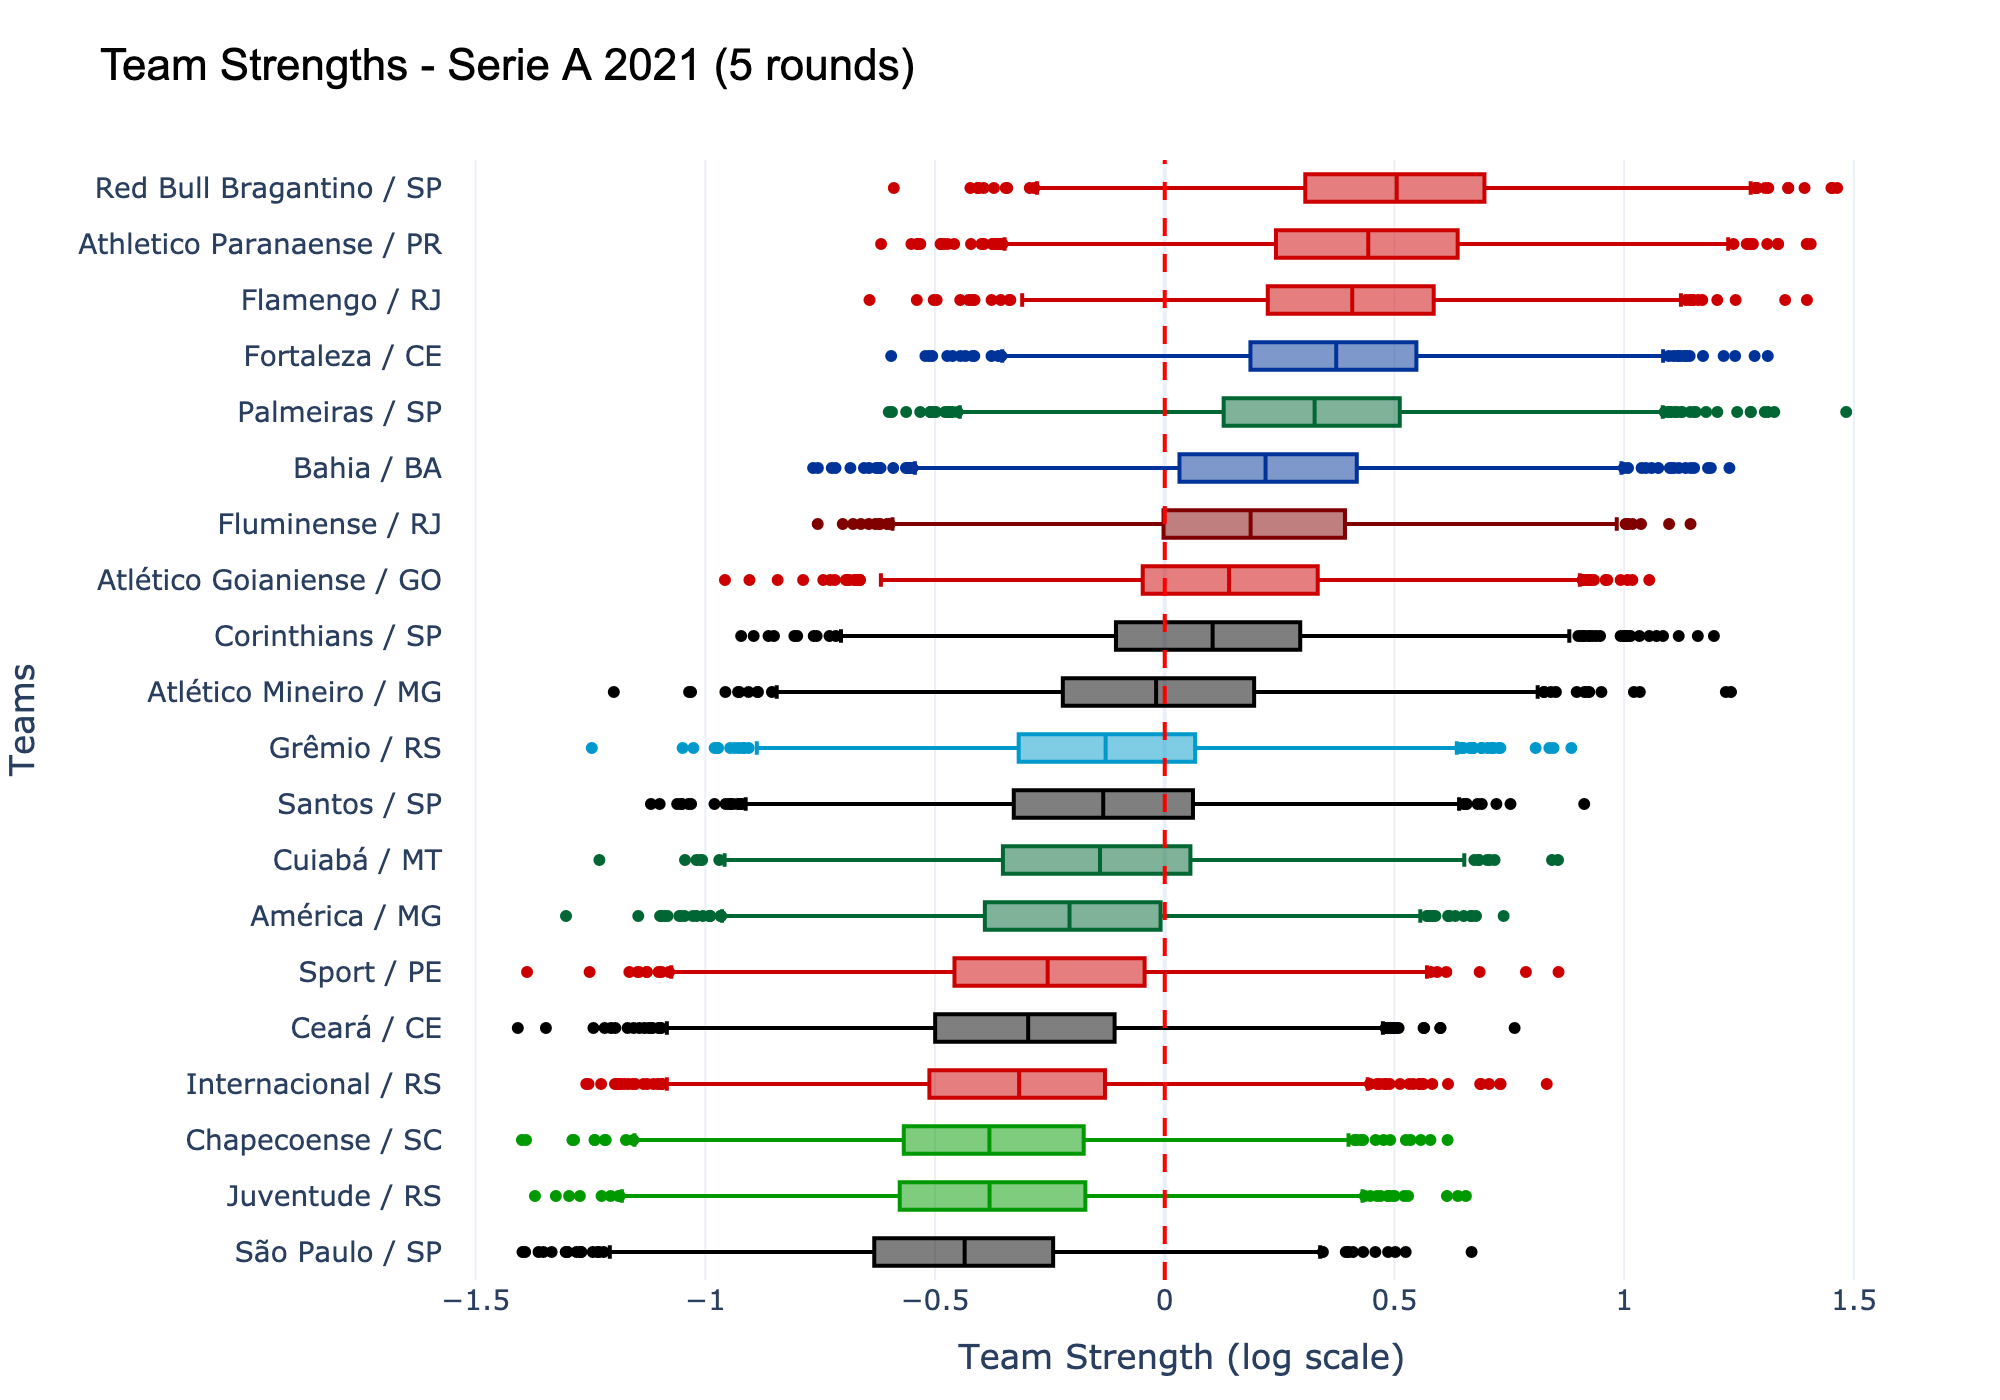 Team Strengths - Serie A 2021 (5 rounds)
Red Bull Bragantino / SP
Athletico Paranaense / PR
Flamengo / RJ
Fortaleza / CE
Palmeiras / SP
Bahia / BA
Fluminense / RJ
Atlético Goianiense / GO
Corinthians / SP
Atlético Mineiro / MG
Grêmio / RS
Santos / SP
Cuiabá / MT
América / MG
Sport / PE
Ceará / CE
Internacional / RS
Chapecoense / SC
Juventude / RS
São Paulo / SP
Teams
−1.5 −1 −0.5 0 0.5 1 1.5
Team Strength (log scale)